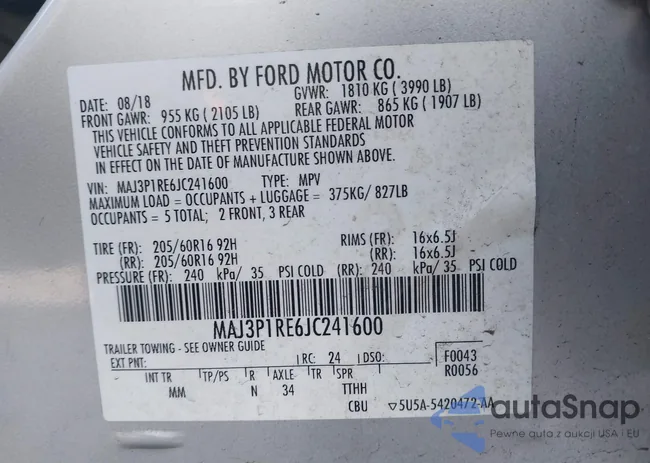 MFD. BY FORD MOTOR CO.
DATE: 08/18 GVWR: 1810 KG ( 3990 LB)
FRONT GAWR: 955 KG ( 2105 LB) REAR GAWR: 865 KG ( 1907 LB)
THIS VEHICLE CONFORMS TO ALL APPLICABLE FEDERAL MOTOR
VEHICLE SAFETY AND THEFT PREVENTION STANDARDS
IN EFFECT ON THE DATE OF MANUFACTURE SHOWN ABOVE.
VIN: MAJ3P1RE6JC241600 TYPE: MPV
MAXIMUM LOAD = OCCUPANTS + LUGGAGE = 375KG/ 827LB
OCCUPANTS = 5 TOTAL; 2 FRONT, 3 REAR
TIRE (FR): 205/60R16 92H RIMS (FR): 16x6.5J
(RR): 205/60R16 92H (RR): 16x6.5J
PRESSURE (FR): 240 kPa/ 35 PSI COLD (RR): 240 kPa/ 35 PSI COLD
MAJ3P1RE6JC241600
TRAILER TOWING - SEE OWNER GUIDE
EXT PNT: RC: 24 DSO: F0043
R0056
INT TR TP/PS R AXLE TR SPR
MM N 34 TTHH
CBU 5U5A-5420472-AA
autoSnap
Pewne auta z aukcji USA i EU